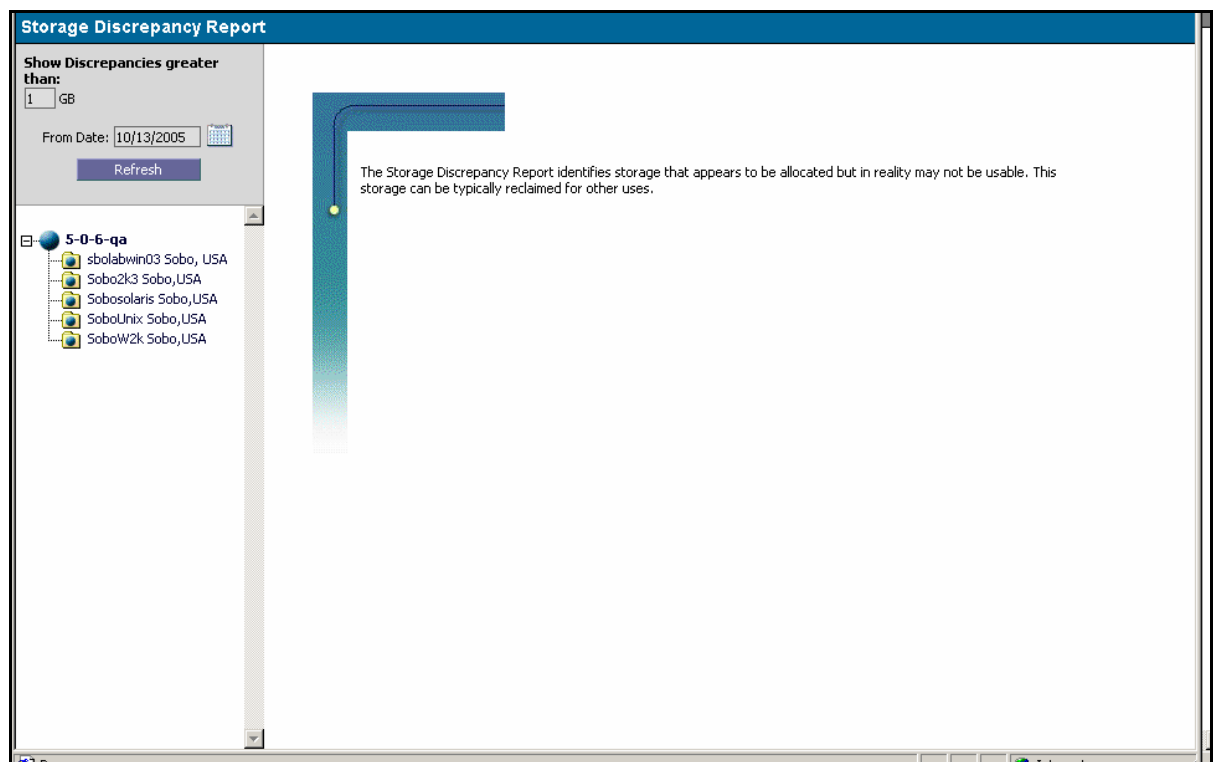 Storage Discrepancy Report
Show Discrepancies greater
than:
1 GB
From Date: 10/13/2005
Refresh
5-0-6-qa
sbolabwin03 Sobo, USA
Sobo2k3 Sobo,USA
Sobosolaris Sobo,USA
SoboUnix Sobo,USA
SoboW2k Sobo,USA
The Storage Discrepancy Report identifies storage that appears to be allocated but in reality may not be usable. This
storage can be typically reclaimed for other uses.